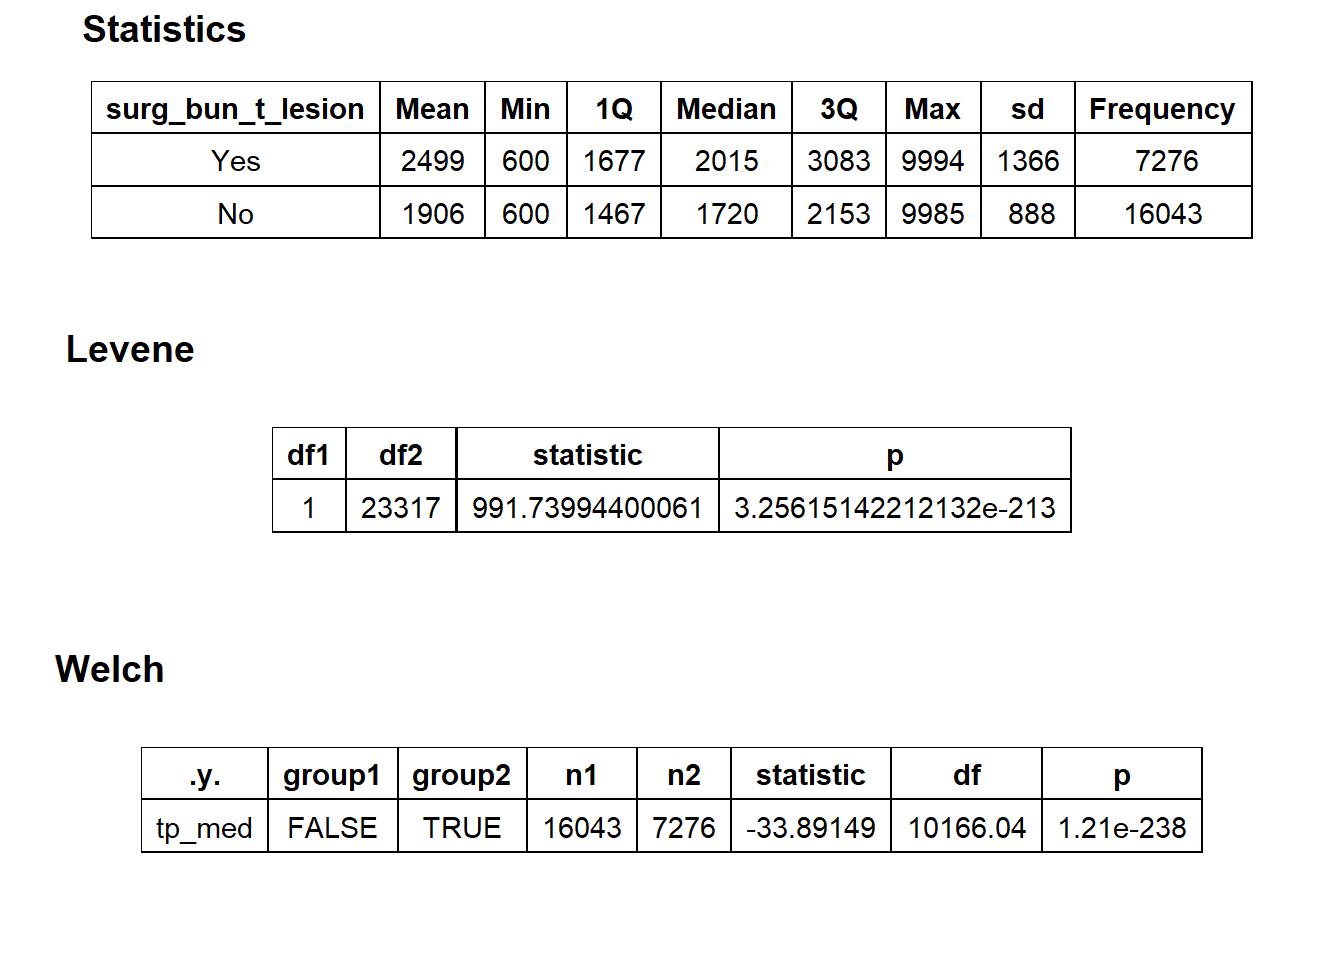 Statistics
surg_bun_t_lesion Mean Min 1Q Median 3Q Max sd Frequency
Yes 2499 600 1677 2015 3083 9994 1366 7276
No 1906 600 1467 1720 2153 9985 888 16043
Levene
df1 df2 statistic p
1 23317 991.73994400061 3.25615142212132e-213
Welch
.y. group1 group2 n1 n2 statistic df p
tp_med FALSE TRUE 16043 7276 -33.89149 10166.04 1.21e-238